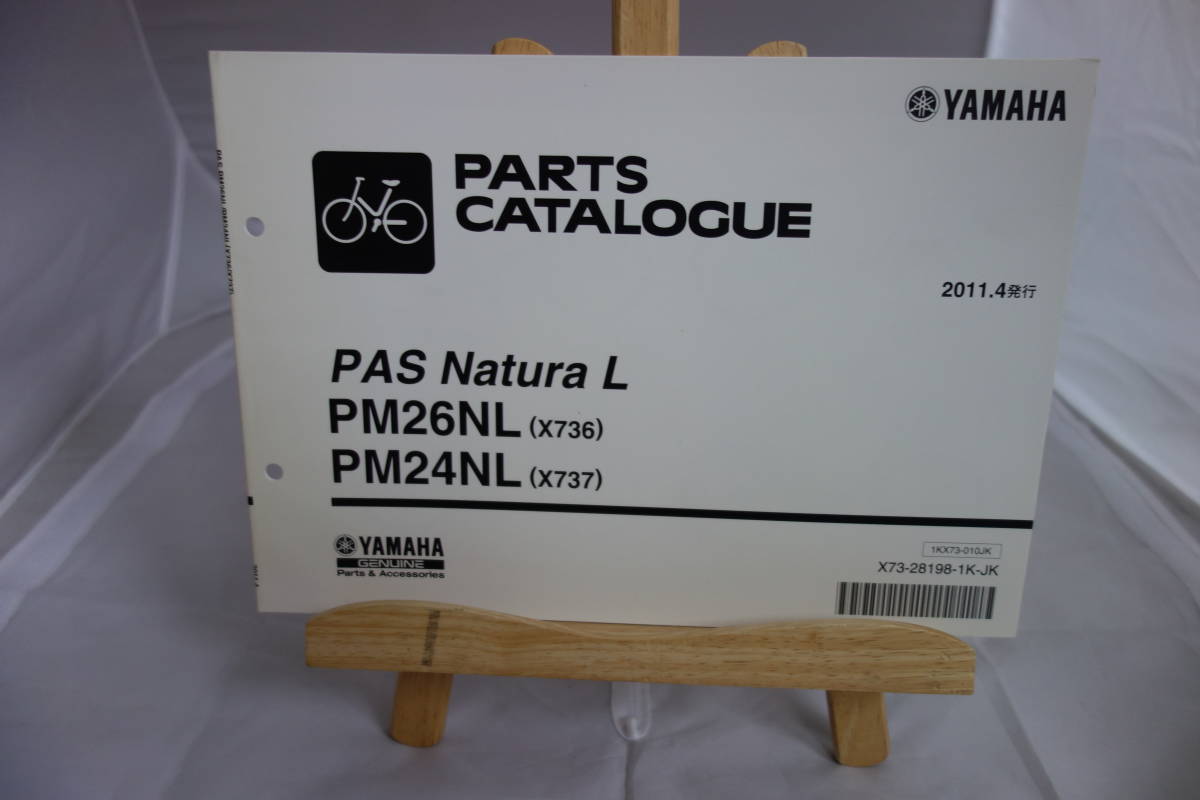 YAMAHA
PARTS
CATALOGUE
2011.4発行
PAS Natura L
PM26NL (X736)
PM24NL (X737)
YAMAHA
GENUINE
Parts & Accessories
1KX73-010JK
X73-28198-1K-JK